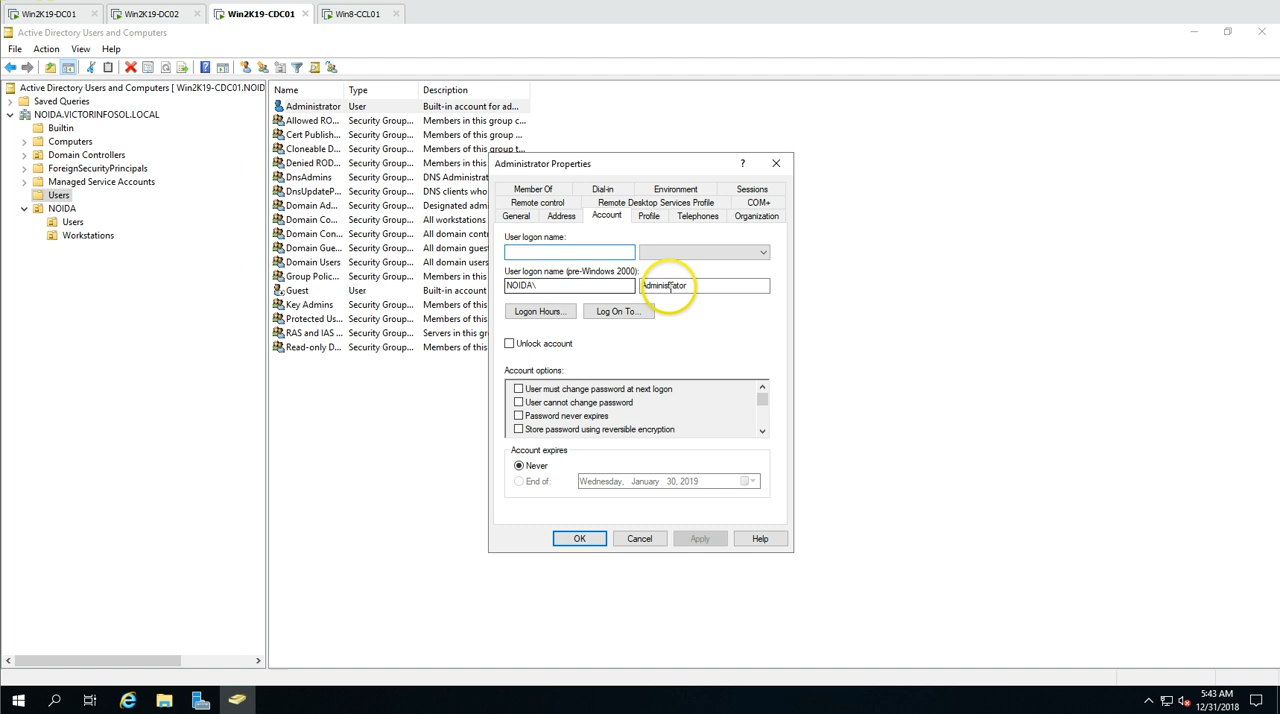 Win2K19-DC01
Win2K19-DC02
Win2K19-CDC01
Win8-CCL01
Active Directory Users and Computers
File Action View Help
Active Directory Users and Computers [ Win2K19-CDC01.NOID
Saved Queries
NOIDA.VICTORINFOSOL.LOCAL
Builtin
Computers
Domain Controllers
ForeignSecurityPrincipals
Managed Service Accounts
Users
NOIDA
Users
Workstations
Name Type Description
Administrator User Built-in account for ad...
Allowed RO... Security Group... Members in this group c...
Cert Publish... Security Group... Members of this group ...
Cloneable D... Security Group... Members of this group t...
Denied ROD... Security Group... Members in this group c
DnsAdmins Security Group... DNS Administrat
DnsUpdateP... Security Group... DNS clients who
Domain Ad... Security Group... Designated admi
Domain Co... Security Group... All workstations
Domain Con... Security Group... All domain contr
Domain Gue... Security Group... All domain guest
Domain Users Security Group... All domain users
Group Polic... Security Group... Members in this
Guest User Built-in account
Key Admins Security Group... Members of this
Protected Us... Security Group... Members of this
RAS and IAS ... Security Group... Servers in this gr
Read-only D... Security Group... Members of this
Administrator Properties
Member Of Dial-in Environment Sessions
Remote control Remote Desktop Services Profile COM+
General Address Account Profile Telephones Organization
User logon name:
User logon name (pre-Windows 2000):
NOIDA\ Administrator
Logon Hours... Log On To...
Unlock account
Account options:
User must change password at next logon
User cannot change password
Password never expires
Store password using reversible encryption
Account expires
Never
End of: Wednesday, January 30, 2019
OK Cancel Apply Help
5:43 AM
12/31/2018